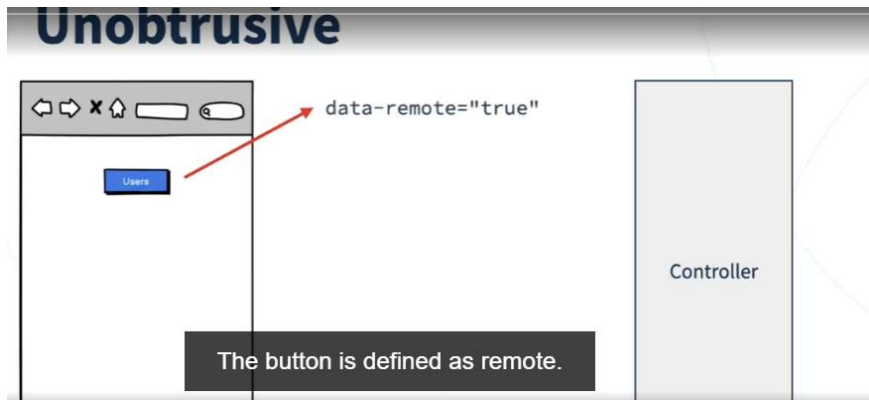 Unobtrusive
data-remote="true"
Users
Controller
The button is defined as remote.